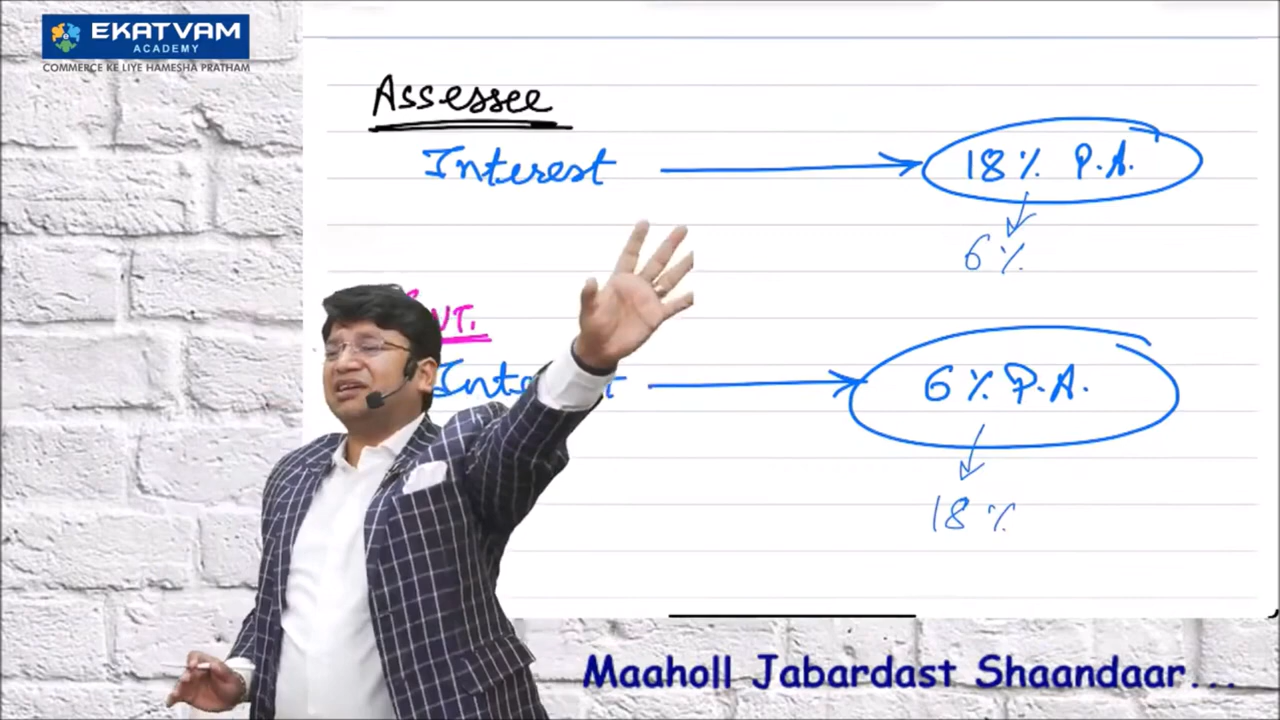 EKATVAM
ACADEMY
COMMERCE KE LIYE HAMESHA PRATHAM
Assessee
Interest → 18% P.A.
6%
6% P.A.
18%
Maaholl Jabardast Shaandaar...